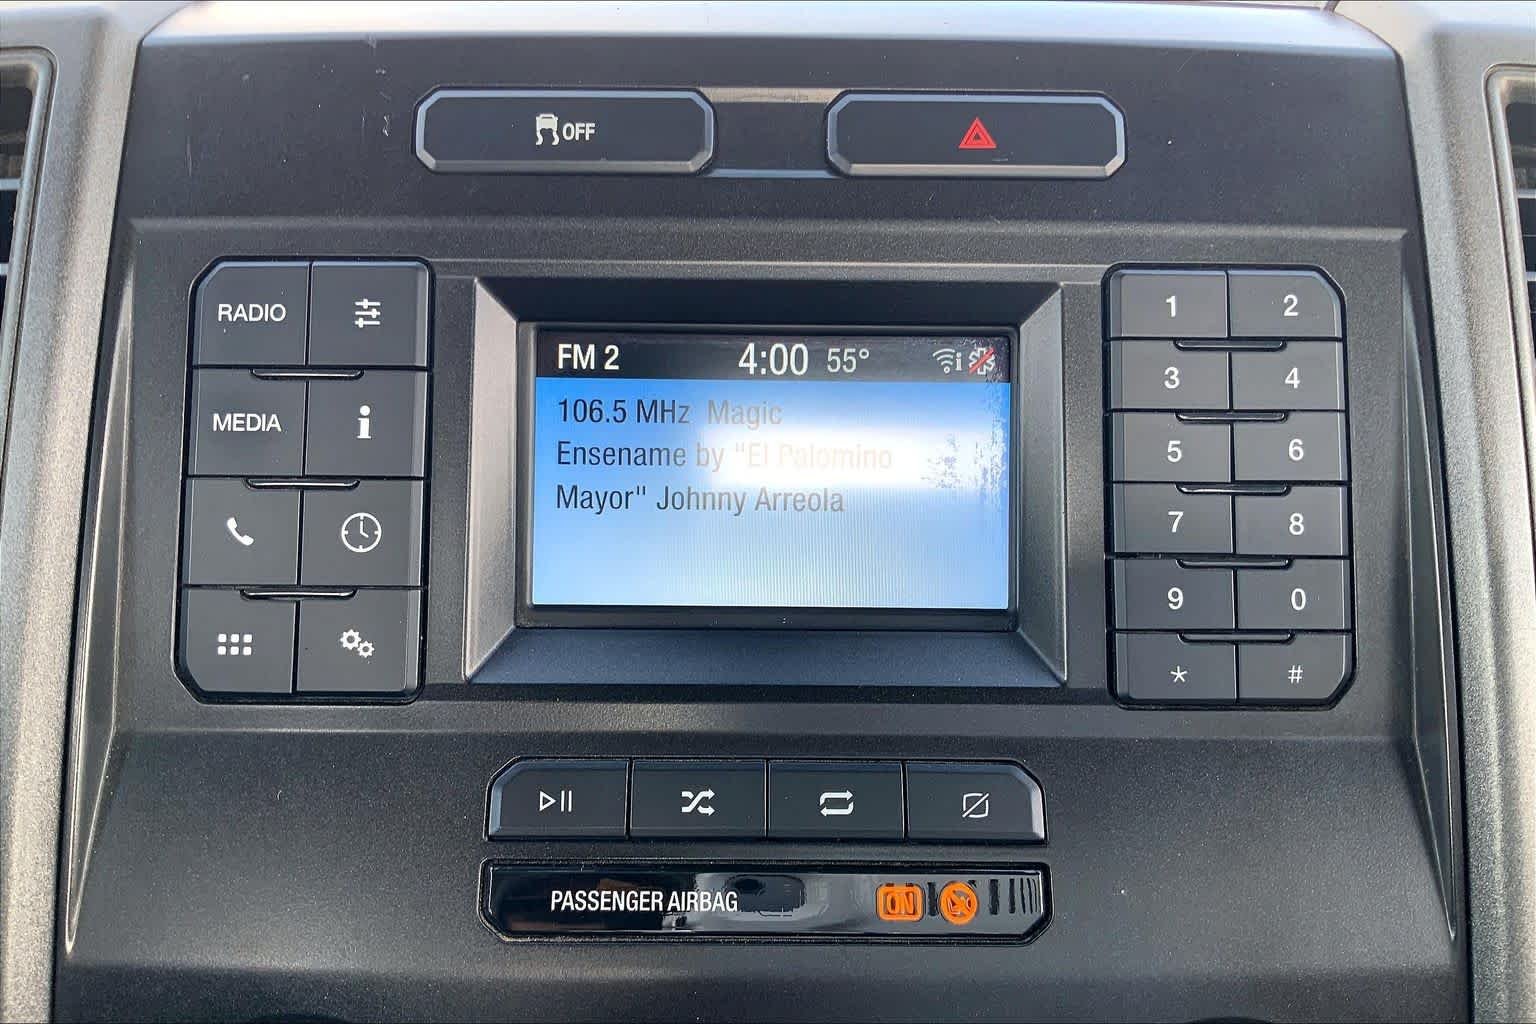 OFF
RADIO
MEDIA
i
FM 2 4:00 55° i
106.5 MHz Magic
Ensename by "El Palomino
Mayor" Johnny Arreola
1 2
3 4
5 6
7 8
9 0
* #
PASSENGER AIRBAG ON